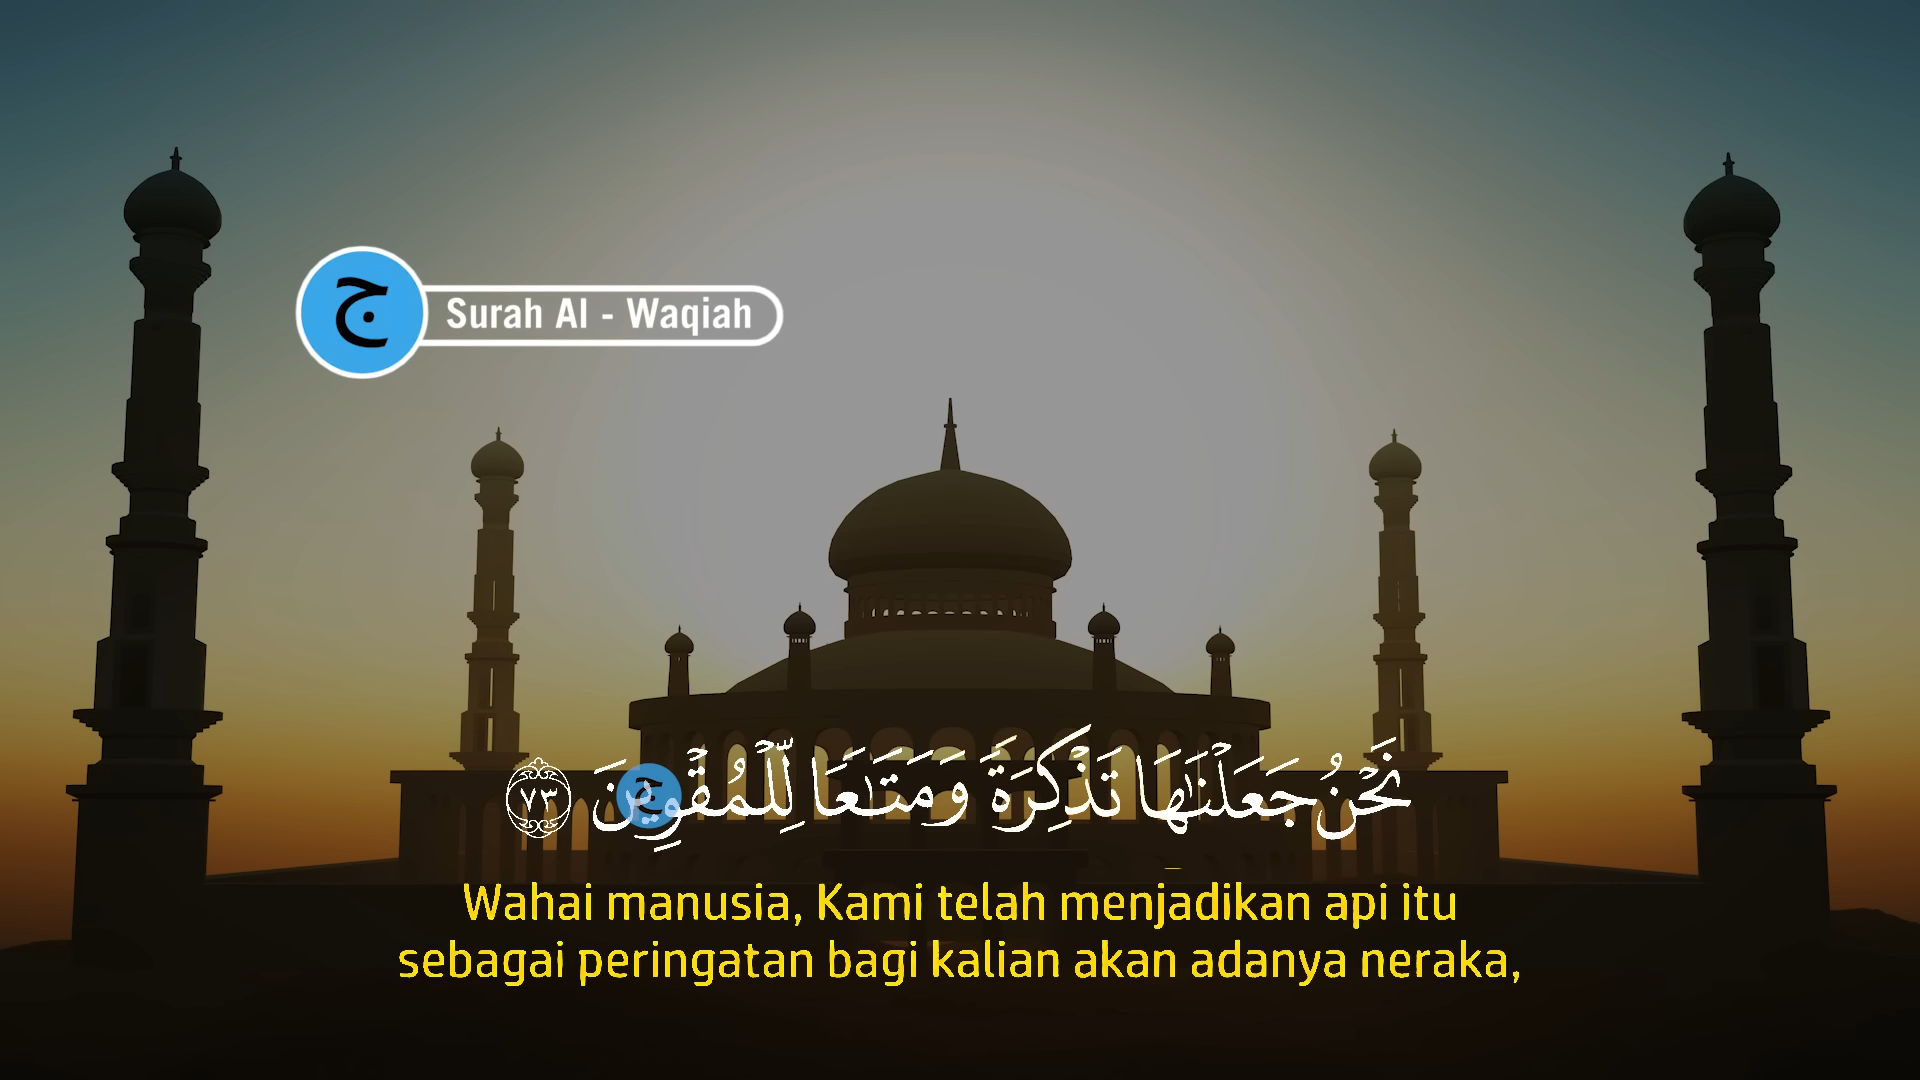 ج
Surah Al - Waqiah
نَحْنُ جَعَلْنَٰهَا تَذْكِرَةً وَمَتَٰعًا لِّلْمُقْوِينَ ٧٣
ج
Wahai manusia, Kami telah menjadikan api itu
sebagai peringatan bagi kalian akan adanya neraka,